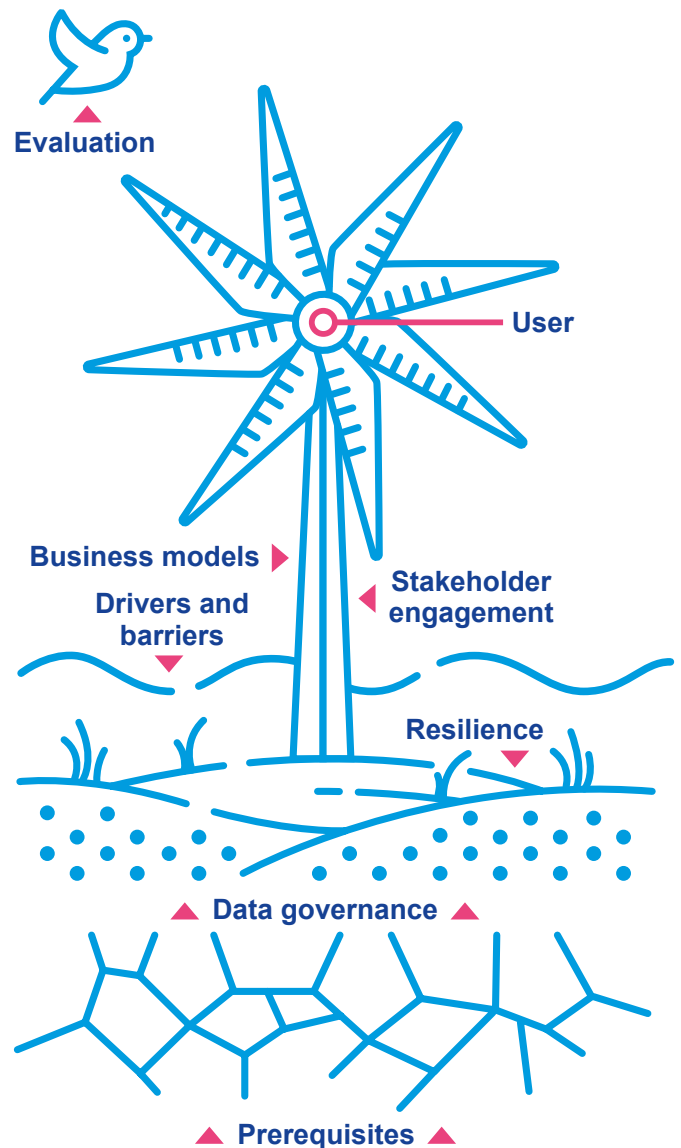 Evaluation
User
Business models
Stakeholder
engagement
Drivers and
barriers
Resilience
Data governance
Prerequisites